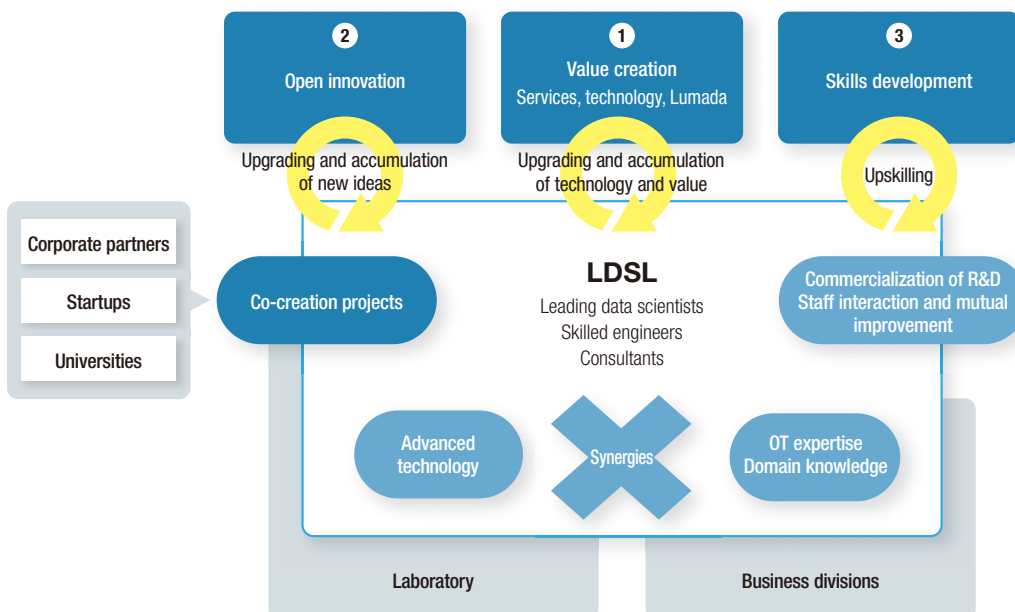 2
Open innovation
1
Value creation
Services, technology, Lumada
3
Skills development
Upgrading and accumulation
of new ideas
Upgrading and accumulation
of technology and value
Upskilling
Corporate partners
Startups
Universities
Co-creation projects
LDSL
Leading data scientists
Skilled engineers
Consultants
Commercialization of R&D
Staff interaction and mutual
improvement
Advanced
technology
Synergies
OT expertise
Domain knowledge
Laboratory
Business divisions